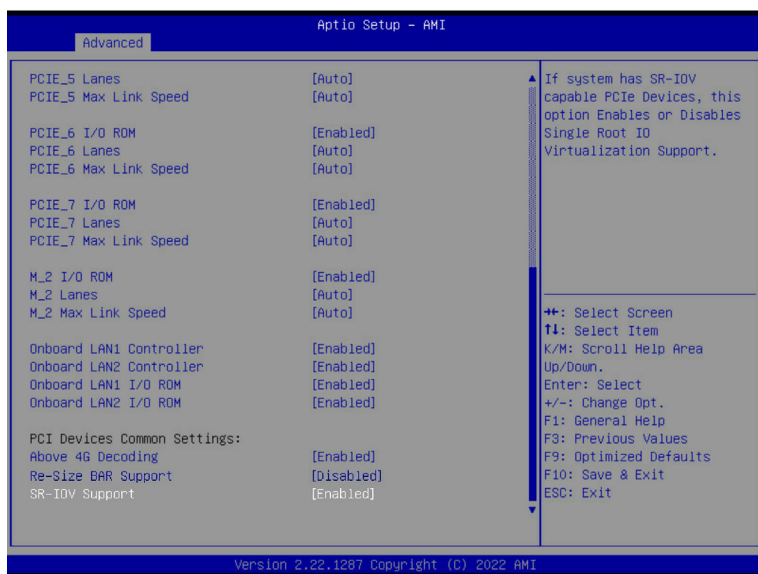 Aptio Setup - AMI
Advanced
PCIE_5 Lanes [Auto]
PCIE_5 Max Link Speed [Auto]
PCIE_6 I/O ROM [Enabled]
PCIE_6 Lanes [Auto]
PCIE_6 Max Link Speed [Auto]
PCIE_7 I/O ROM [Enabled]
PCIE_7 Lanes [Auto]
PCIE_7 Max Link Speed [Auto]
M_2 I/O ROM [Enabled]
M_2 Lanes [Auto]
M_2 Max Link Speed [Auto]
Onboard LAN1 Controller [Enabled]
Onboard LAN2 Controller [Enabled]
Onboard LAN1 I/O ROM [Enabled]
Onboard LAN2 I/O ROM [Enabled]
PCI Devices Common Settings:
Above 4G Decoding [Enabled]
Re-Size BAR Support [Disabled]
SR-IOV Support [Enabled]
If system has SR-IOV
capable PCIe Devices, this
option Enables or Disables
Single Root IO
Virtualization Support.
→←: Select Screen
↑↓: Select Item
K/M: Scroll Help Area
Up/Down.
Enter: Select
+/-: Change Opt.
F1: General Help
F3: Previous Values
F9: Optimized Defaults
F10: Save & Exit
ESC: Exit
Version 2.22.1287 Copyright (C) 2022 AMI